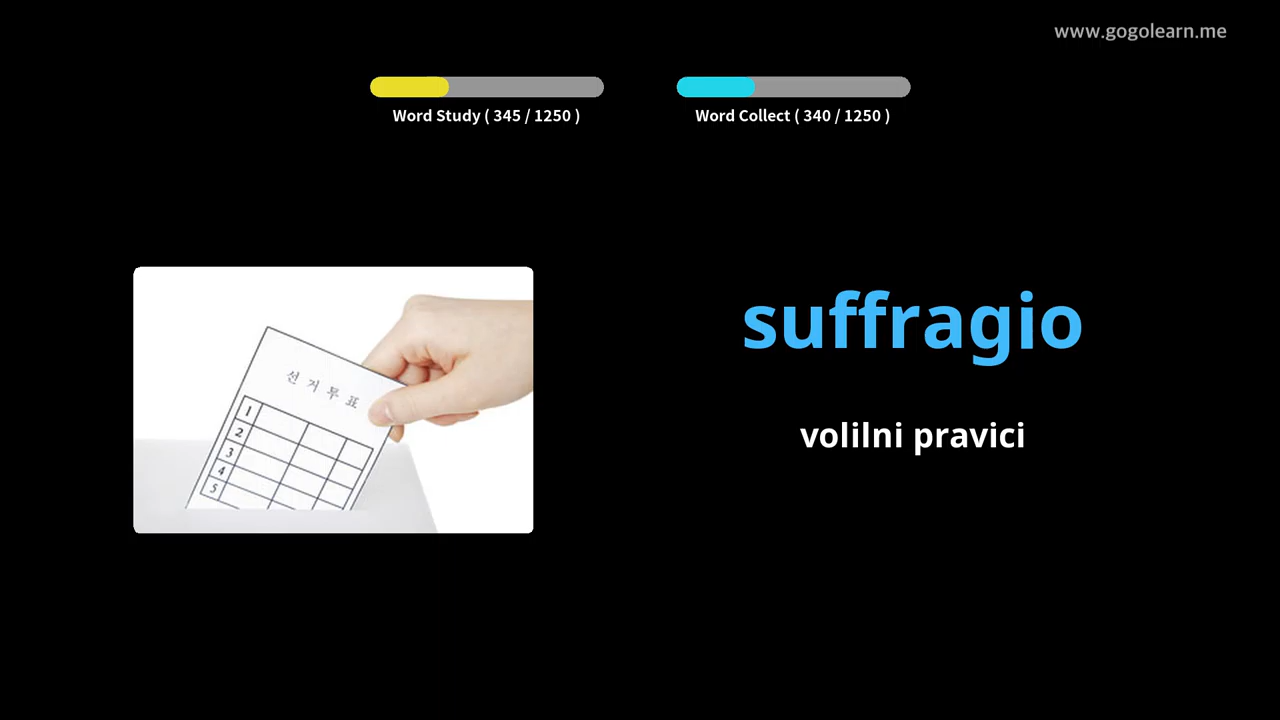 www.gogolearn.me
Word Study ( 345 / 1250 )
Word Collect ( 340 / 1250 )
suffragio
volilni pravici
선거투표
1
2
3
4
5